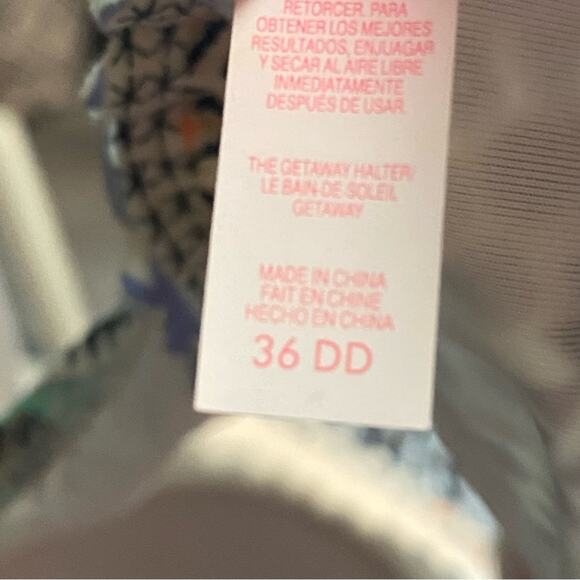 RETORCER. PARA
OBTENER LOS MEJORES
RESULTADOS, ENJUAGAR
Y SECAR AL AIRE LIBRE
INMEDIATAMENTE
DESPUÉS DE USAR.
THE GETAWAY HALTER/
LE BAIN-DE SOLEIL
GETAWAY
MADE IN CHINA
FAIT EN CHINE
HECHO EN CHINA
36 DD